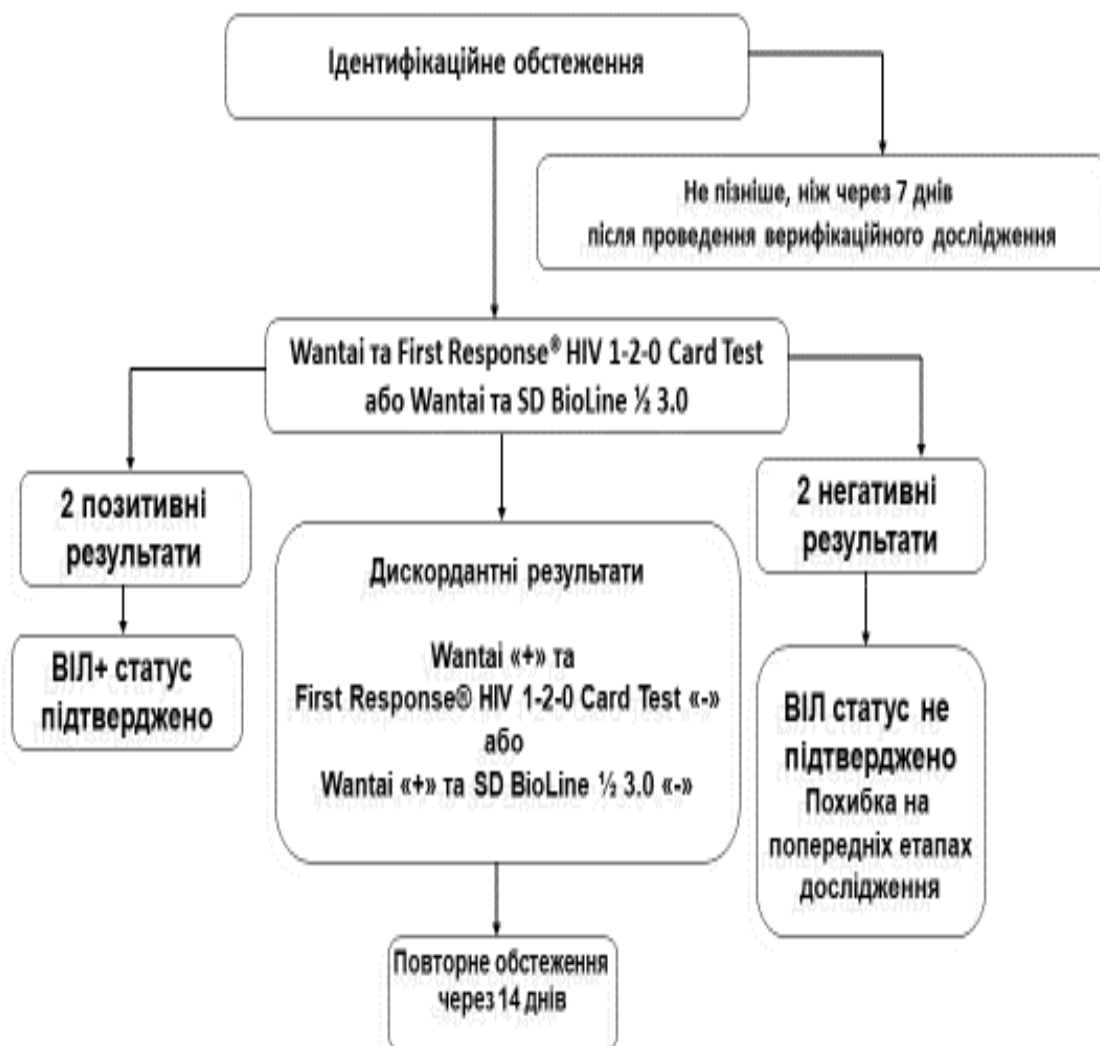 Ідентифікаційне обстеження
Не пізніше, ніж через 7 днів
після проведення верифікаційного дослідження
Wantai та First Response® HIV 1-2-0 Card Test
або Wantai та SD BioLine ½ 3.0
2 позитивні
результати
2 негативні
результати
Дискордантні результати
Wantai «+» та
First Response® HIV 1-2-0 Card Test «-»
або
Wantai «+» та SD BioLine ½ 3.0 «-»
ВІЛ+ статус
підтверджено
ВІЛ статус не
підтверджено
Похибка на
попередніх етапах
дослідження
Повторне обстеження
через 14 днів